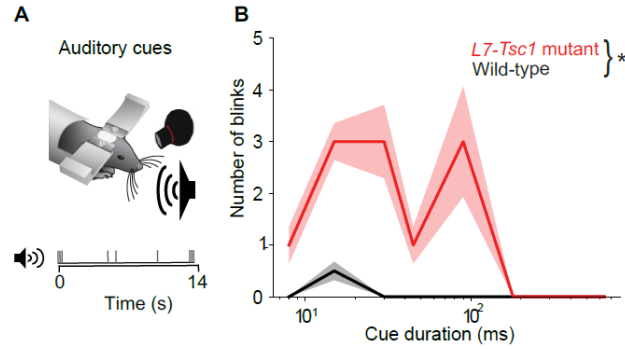 A
Auditory cues
0
14
Time (s)
B
L7-Tsc1 mutant
Wild-type
*
Number of blinks
5
4
3
2
1
0
10¹
10²
Cue duration (ms)